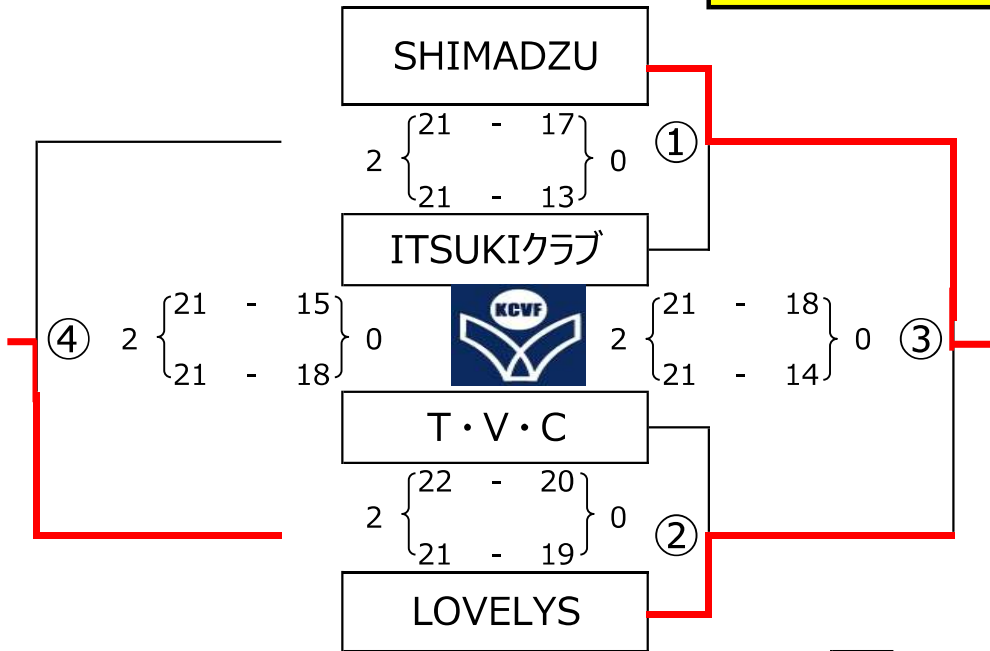 SHIMADZU
21 - 17
2 0 ①
21 - 13
ITSUKIクラブ
KCVF
21 - 15 21 - 18
④ 2 0 2 0 ③
21 - 18 21 - 14
T・V・C
22 - 20
2 0 ②
21 - 19
LOVELYS